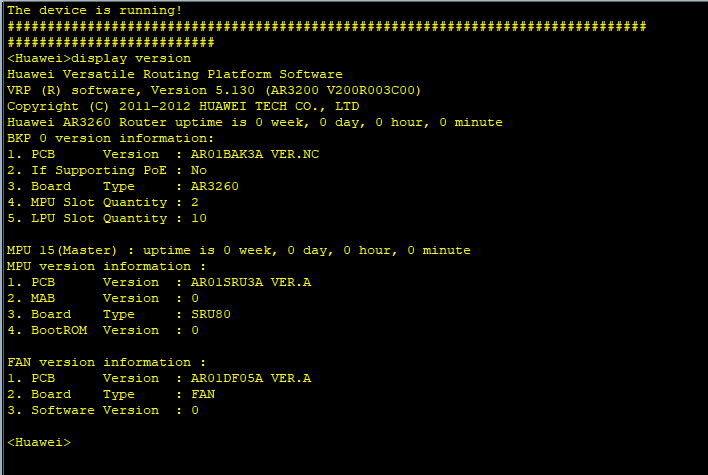 The device is running!
################################################################################
##########################
<Huawei>display version
Huawei Versatile Routing Platform Software
VRP (R) software, Version 5.130 (AR3200 V200R003C00)
Copyright (C) 2011-2012 HUAWEI TECH CO., LTD
Huawei AR3260 Router uptime is 0 week, 0 day, 0 hour, 0 minute
BKP 0 version information:
1. PCB      Version  : AR01BAK3A VER.NC
2. If Supporting PoE : No
3. Board    Type     : AR3260
4. MPU Slot Quantity : 2
5. LPU Slot Quantity : 10

MPU 15(Master) : uptime is 0 week, 0 day, 0 hour, 0 minute
MPU version information :
1. PCB      Version  : AR01SRU3A VER.A
2. MAB      Version  : 0
3. Board    Type     : SRU80
4. BootROM  Version  : 0

FAN version information :
1. PCB      Version  : AR01DF05A VER.A
2. Board    Type     : FAN
3. Software Version  : 0

<Huawei>